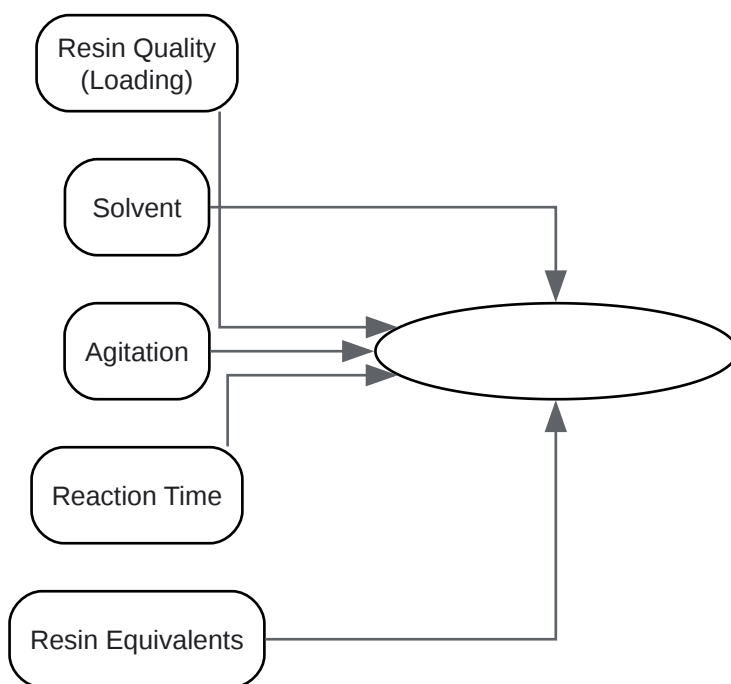 Resin Quality
(Loading)
Solvent
Agitation
Reaction Time
Resin Equivalents